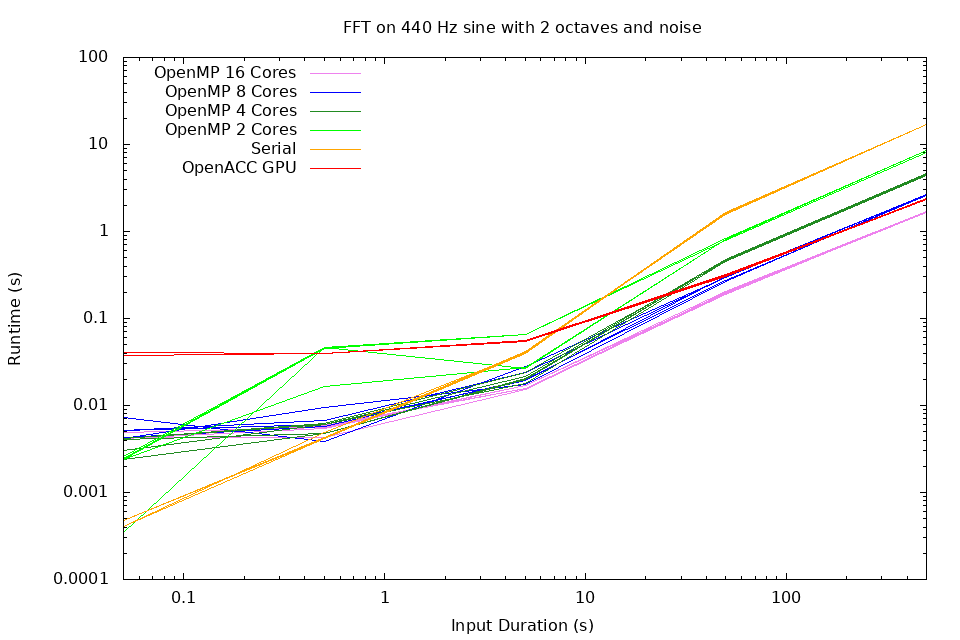 FFT on 440 Hz sine with 2 octaves and noise
100
10
1
0.1
0.01
0.001
0.0001
Runtime (s)
OpenMP 16 Cores
OpenMP 8 Cores
OpenMP 4 Cores
OpenMP 2 Cores
Serial
OpenACC GPU
0.1
1
10
100
Input Duration (s)